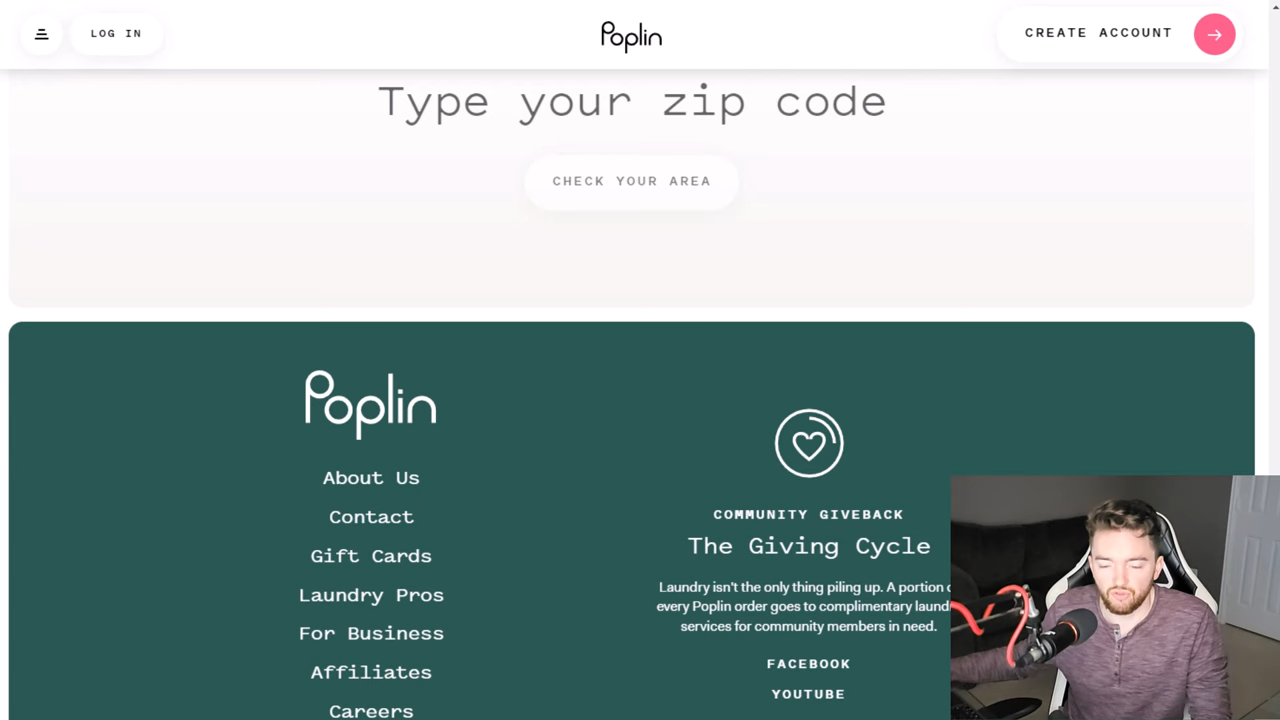 LOG IN
Poplin
CREATE ACCOUNT
Type your zip code
CHECK YOUR AREA
Poplin
About Us
Contact
Gift Cards
Laundry Pros
For Business
Affiliates
Careers
COMMUNITY GIVEBACK
The Giving Cycle
Laundry isn't the only thing piling up. A portion
every Poplin order goes to complimentary
services for community members in need.
FACEBOOK
YOUTUBE